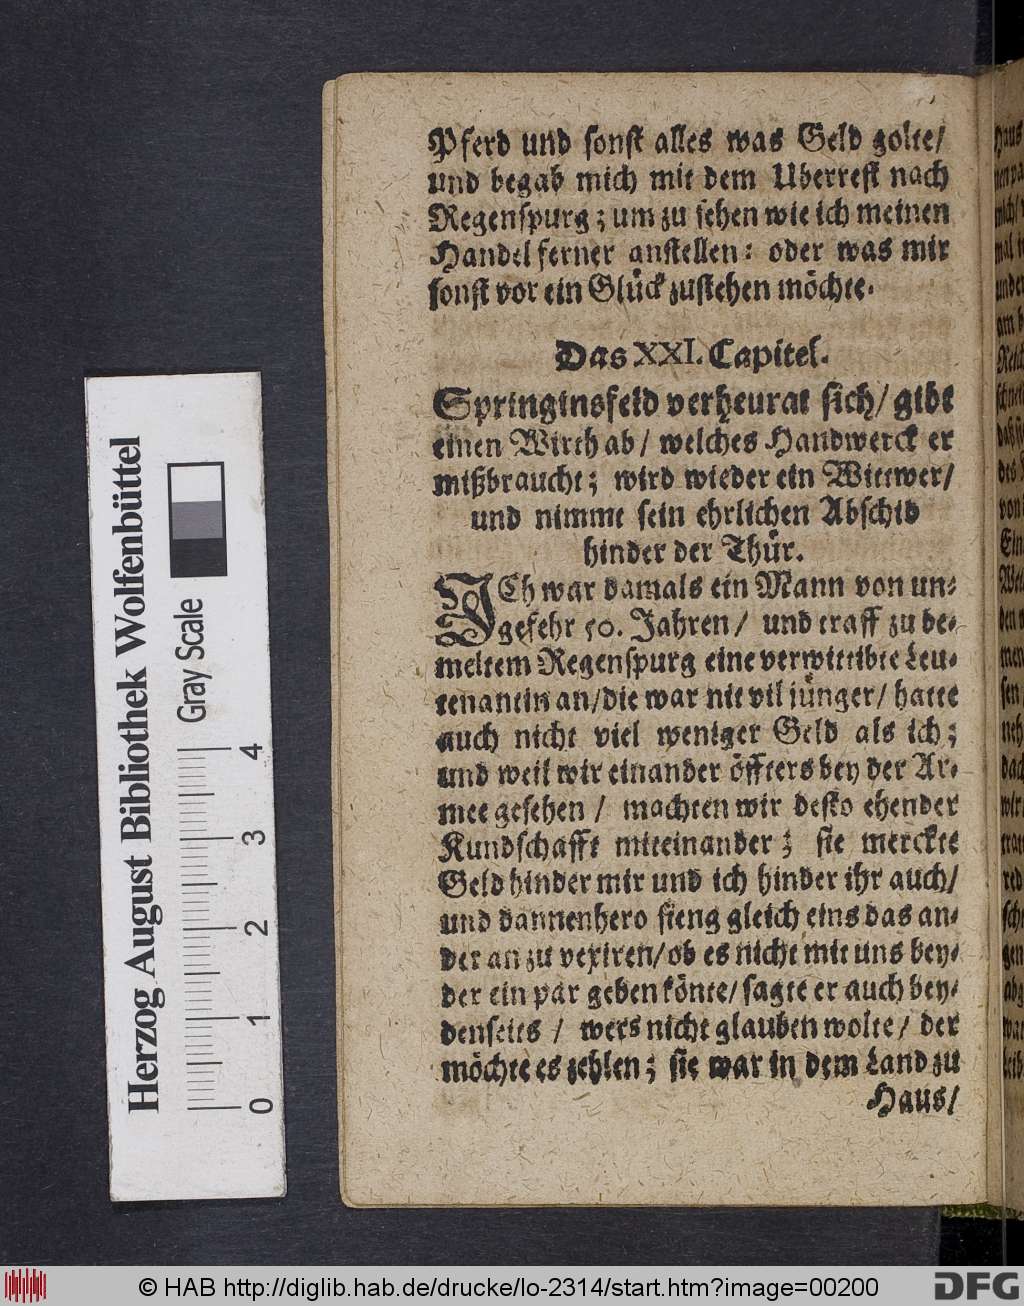 Pferd und sonst alles was Geld golte/
und begab mich mit dem Uberrest nach
Regenspurg; um zu sehen wie ich meinen
Handel ferner anstellen: oder was mir
sonst vor ein Glück zustehen möchte.
Das XXI. Capitel.
Springinsfeld verheurat sich/ gibt
einen Wirth ab/ welches Handwerck er
mißbraucht; wird wieder ein Wittwer/
und nimmt sein ehrlichen Abschid
hinder der Thür.
ICh war damals ein Mann von un-
gefehr 50. Jahren/ und traff zu be-
meltem Regenspurg eine verwittibte Leu-
tenantin an/ die war nit vil jünger/ hatte
auch nicht viel weniger Geld als ich;
und weil wir einander öffters bey der Ar-
mee gesehen/ machten wir desto ehender
Kundschafft miteinander; sie merckte
Geld hinder mir und ich hinder ihr auch/
und dannenhero fieng gleich eins das an-
der an zu vexiren/ ob es nicht mit uns bey-
der ein par geben könte/ sagte er auch bey-
denseits/ wers nicht glauben wolte/ der
möchte es zehlen; sie war in dem Land zu
Haus/
Herzog August Bibliothek Wolfenbüttel
Gray Scale
0 1 2 3 4
© HAB http://diglib.hab.de/drucke/lo-2314/start.htm?image=00200
DFG